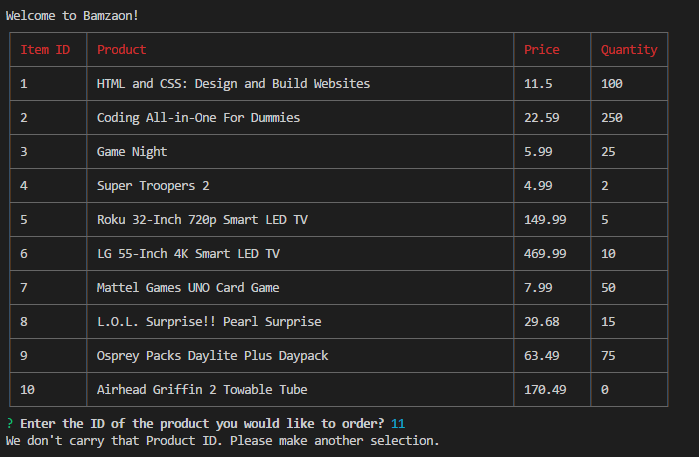 Welcome to Bamzaon!
Item ID Product Price Quantity
1 HTML and CSS: Design and Build Websites 11.5 100
2 Coding All-in-One For Dummies 22.59 250
3 Game Night 5.99 25
4 Super Troopers 2 4.99 2
5 Roku 32-Inch 720p Smart LED TV 149.99 5
6 LG 55-Inch 4K Smart LED TV 469.99 10
7 Mattel Games UNO Card Game 7.99 50
8 L.O.L. Surprise!! Pearl Surprise 29.68 15
9 Osprey Packs Daylite Plus Daypack 63.49 75
10 Airhead Griffin 2 Towable Tube 170.49 0
? Enter the ID of the product you would like to order? 11
We don't carry that Product ID. Please make another selection.